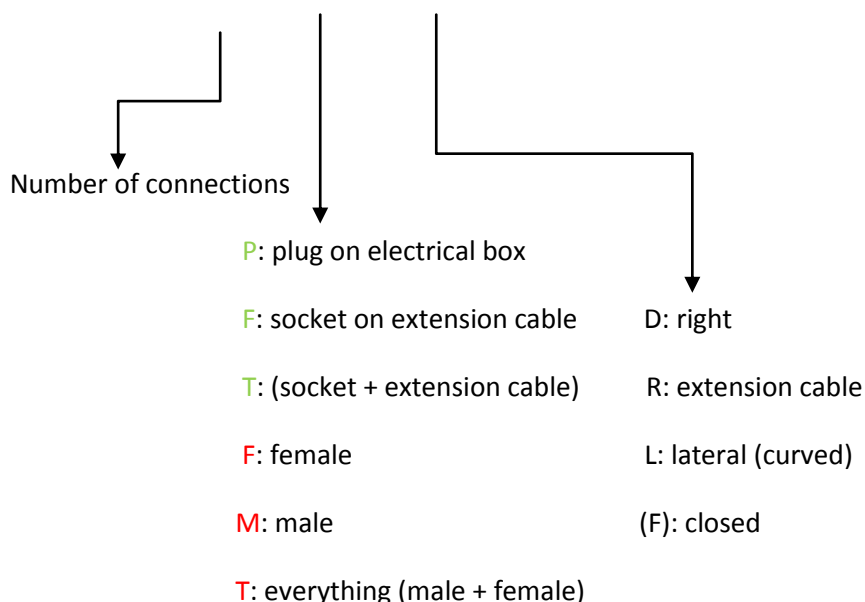 Number of connections
P: plug on electrical box
F: socket on extension cable
D: right
T: (socket + extension cable)
R: extension cable
F: female
L: lateral (curved)
M: male
(F): closed
T: everything (male + female)